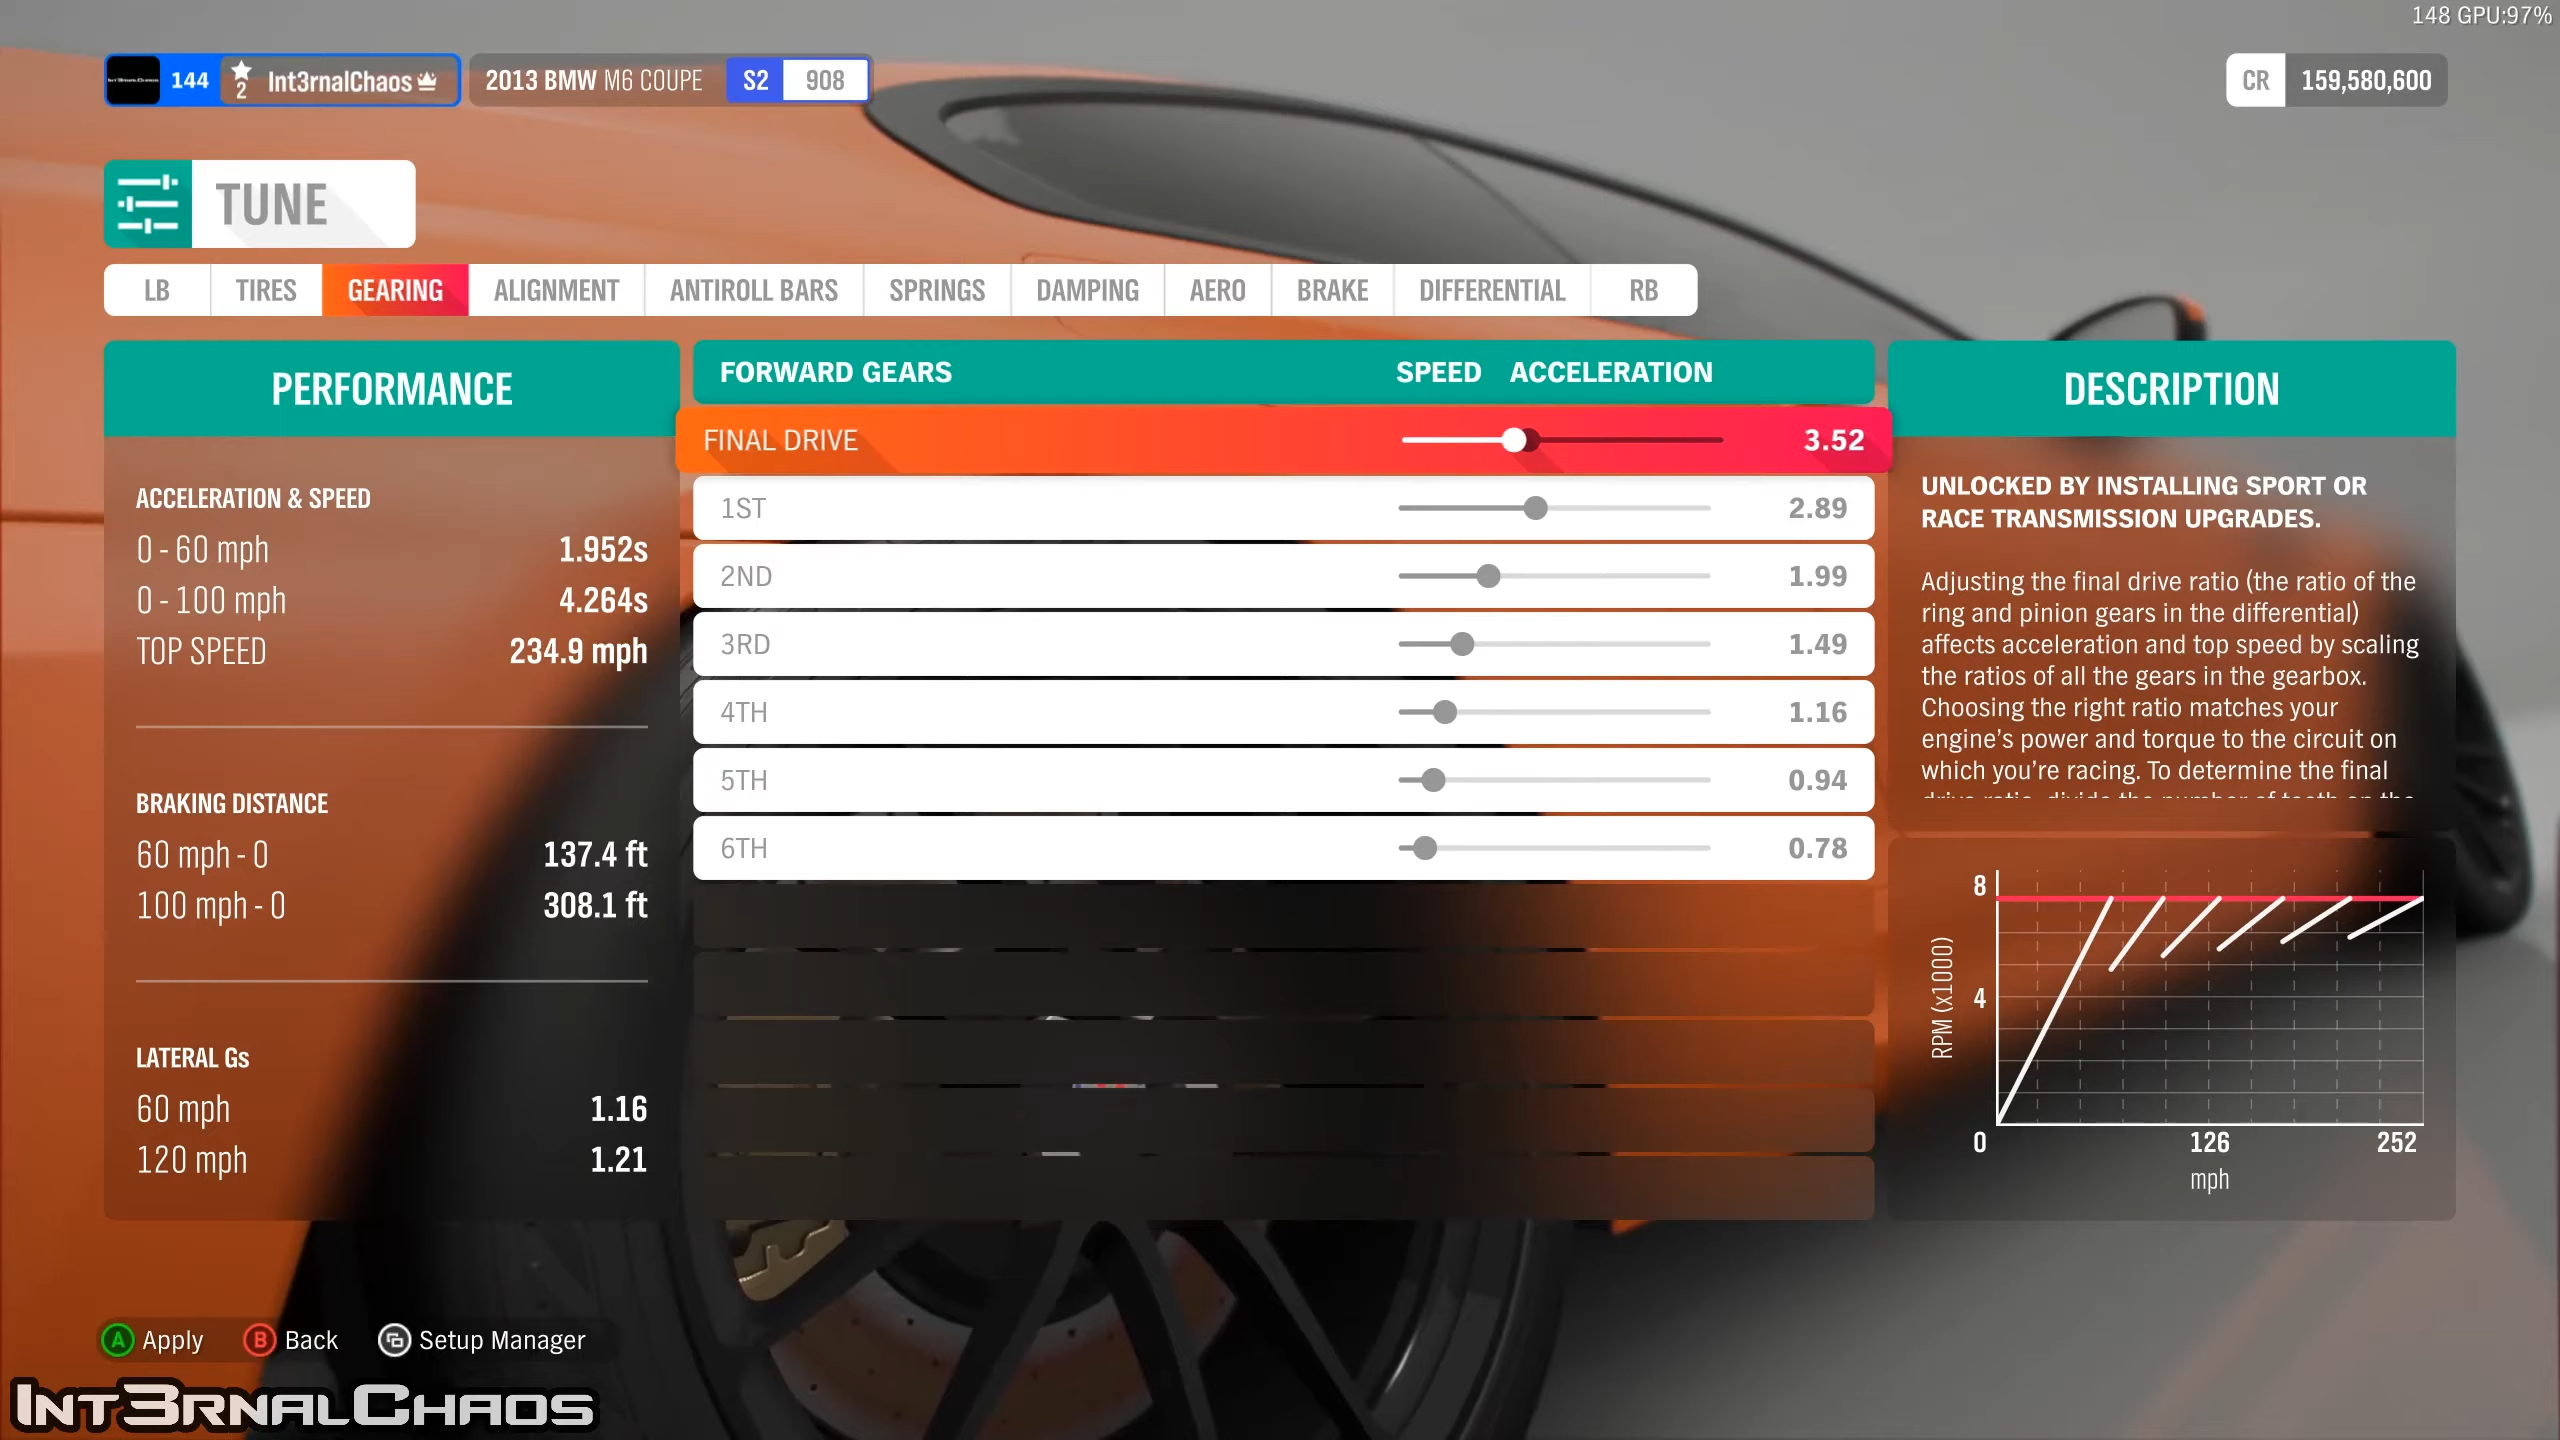 148 GPU:97%
144 2 Int3rnalChaos 2013 BMW M6 COUPE S2 908 CR 159,580,600
TUNE
LB TIRES GEARING ALIGNMENT ANTIROLL BARS SPRINGS DAMPING AERO BRAKE DIFFERENTIAL RB
PERFORMANCE
ACCELERATION & SPEED
0 - 60 mph 1.952s
0 - 100 mph 4.264s
TOP SPEED 234.9 mph
BRAKING DISTANCE
60 mph - 0 137.4 ft
100 mph - 0 308.1 ft
LATERAL Gs
60 mph 1.16
120 mph 1.21
FORWARD GEARS SPEED ACCELERATION
FINAL DRIVE 3.52
1ST 2.89
2ND 1.99
3RD 1.49
4TH 1.16
5TH 0.94
6TH 0.78
DESCRIPTION
UNLOCKED BY INSTALLING SPORT OR
RACE TRANSMISSION UPGRADES.
Adjusting the final drive ratio (the ratio of the
ring and pinion gears in the differential)
affects acceleration and top speed by scaling
the ratios of all the gears in the gearbox.
Choosing the right ratio matches your
engine's power and torque to the circuit on
which you're racing. To determine the final
drive ratio, divide the number of teeth on the
8
4
RPM (x1000)
0 126 252
mph
A Apply B Back Setup Manager
INT3RNALCHAOS